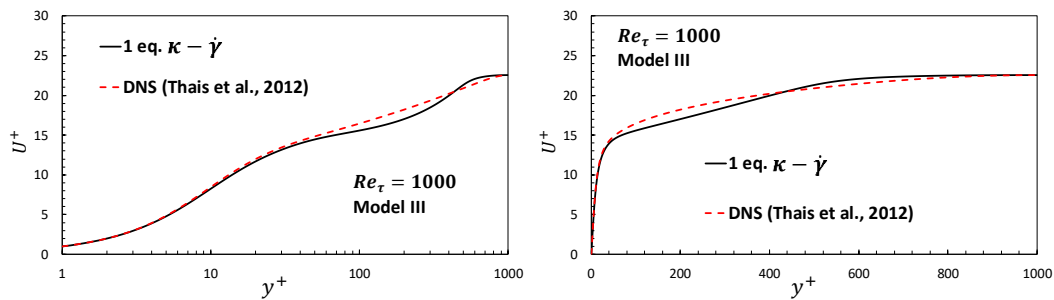 30
25
20
15
10
5
0
U⁺
1 eq. κ − γ̇
DNS (Thais et al., 2012)
Re_τ = 1000
Model III
1
10
100
1000
y⁺
30
25
20
15
10
5
0
U⁺
Re_τ = 1000
Model III
1 eq. κ − γ̇
DNS (Thais et al., 2012)
0
200
400
600
800
1000
y⁺